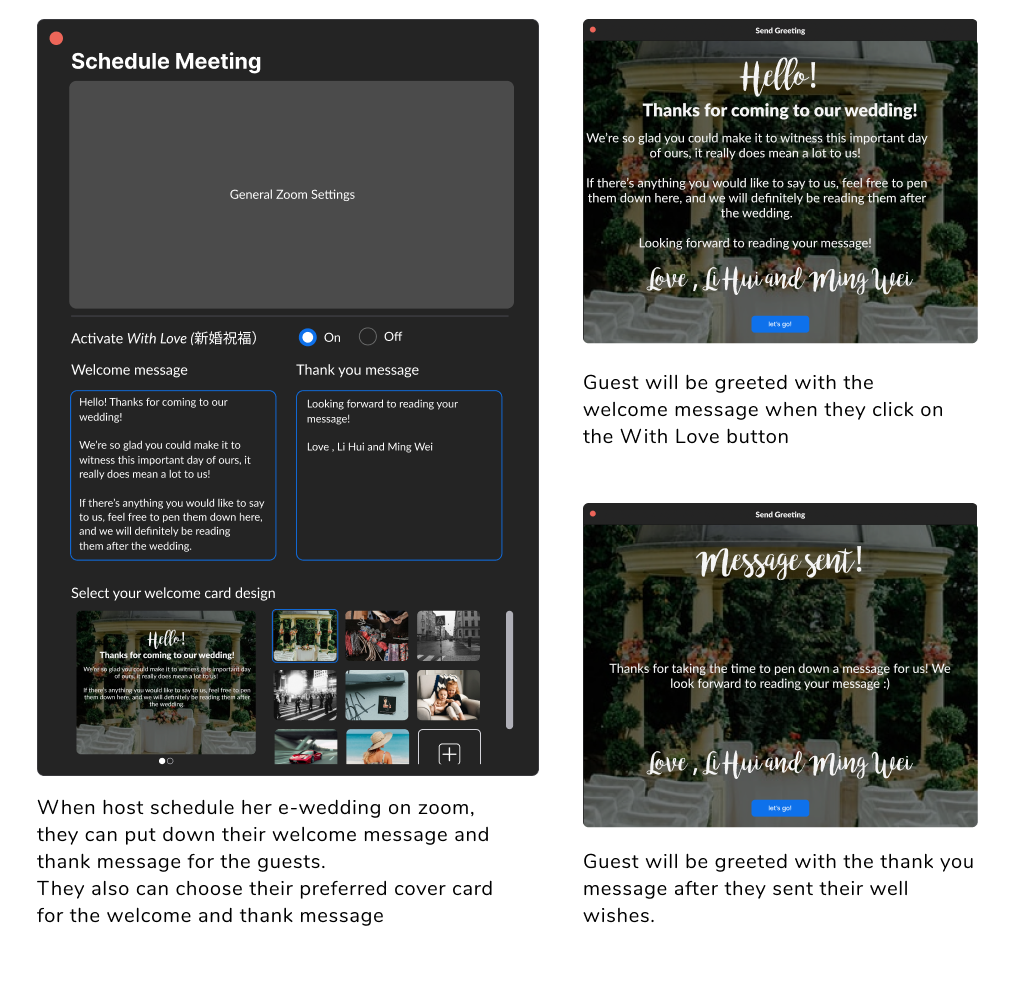 Schedule Meeting
General Zoom Settings
Activate With Love (新婚祝福）
On
Off
Welcome message
Thank you message
Hello! Thanks for coming to our
wedding!
We're so glad you could make it to
witness this important day of ours, it
really does mean a lot to us!
If there's anything you would like to say
to us, feel free to pen them down here,
and we will definitely be reading
them after the wedding.
Looking forward to reading your
message!
Love , Li Hui and Ming Wei
Select your welcome card design
Hello!
Thanks for coming to our wedding!
We're so glad you could make it to witness this important day
of ours, it really does mean a lot to us!
If there's anything you would like to say to us, feel free to pen
them down here, and we will definitely be reading them after
the wedding.
When host schedule her e-wedding on zoom,
they can put down their welcome message and
thank message for the guests.
They also can choose their preferred cover card
for the welcome and thank message
Send Greeting
Hello!
Thanks for coming to our wedding!
We're so glad you could make it to witness this important day
of ours, it really does mean a lot to us!
If there's anything you would like to say to us, feel free to pen
them down here, and we will definitely be reading them after
the wedding.
Looking forward to reading your message!
Love , Li Hui and Ming Wei
let's go!
Guest will be greeted with the
welcome message when they click on
the With Love button
Send Greeting
Message sent!
Thanks for taking the time to pen down a message for us! We
look forward to reading your message :)
Love , Li Hui and Ming Wei
let's go!
Guest will be greeted with the thank you
message after they sent their well
wishes.